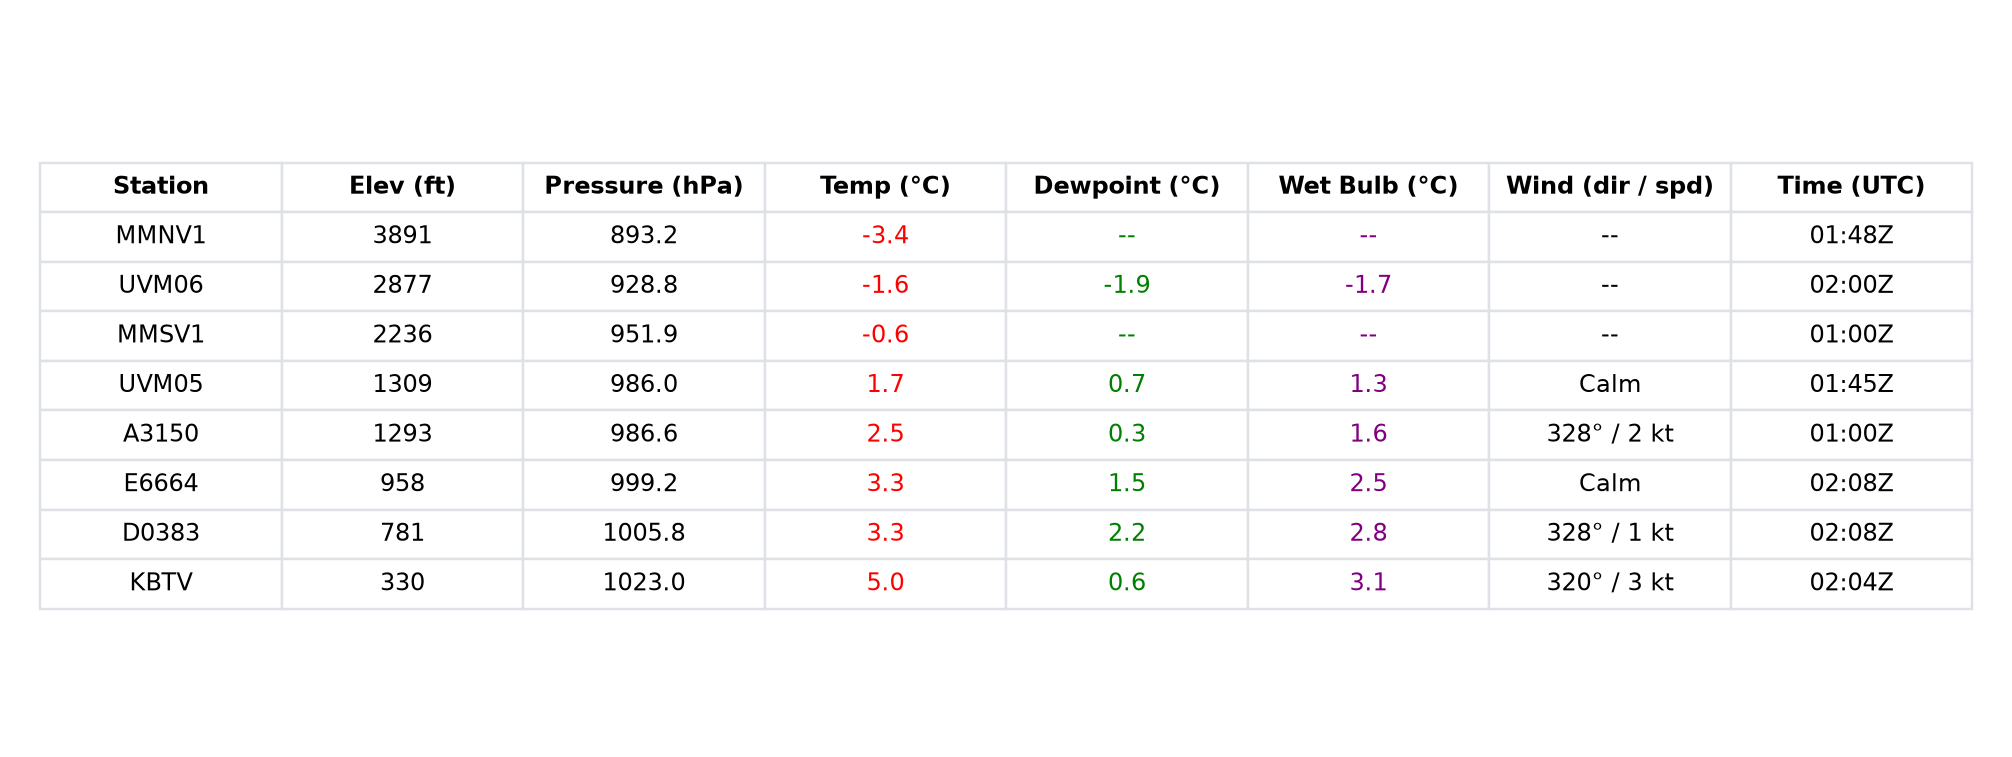 Station Elev (ft) Pressure (hPa) Temp (°C) Dewpoint (°C) Wet Bulb (°C) Wind (dir / spd) Time (UTC)
MMNV1 3891 893.2 -3.4 -- -- -- 01:48Z
UVM06 2877 928.8 -1.6 -1.9 -1.7 -- 02:00Z
MMSV1 2236 951.9 -0.6 -- -- -- 01:00Z
UVM05 1309 986.0 1.7 0.7 1.3 Calm 01:45Z
A3150 1293 986.6 2.5 0.3 1.6 328° / 2 kt 01:00Z
E6664 958 999.2 3.3 1.5 2.5 Calm 02:08Z
D0383 781 1005.8 3.3 2.2 2.8 328° / 1 kt 02:08Z
KBTV 330 1023.0 5.0 0.6 3.1 320° / 3 kt 02:04Z